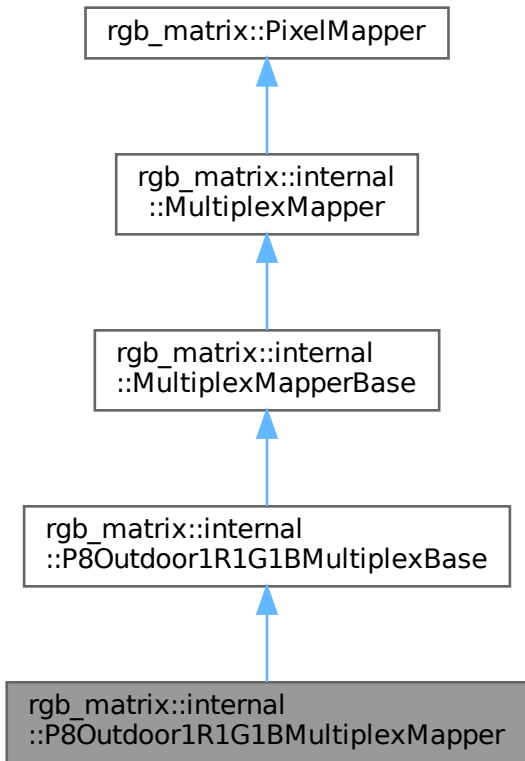 rgb_matrix::PixelMapper
rgb_matrix::internal
::MultiplexMapper
rgb_matrix::internal
::MultiplexMapperBase
rgb_matrix::internal
::P8Outdoor1R1G1BMultiplexBase
rgb_matrix::internal
::P8Outdoor1R1G1BMultiplexMapper